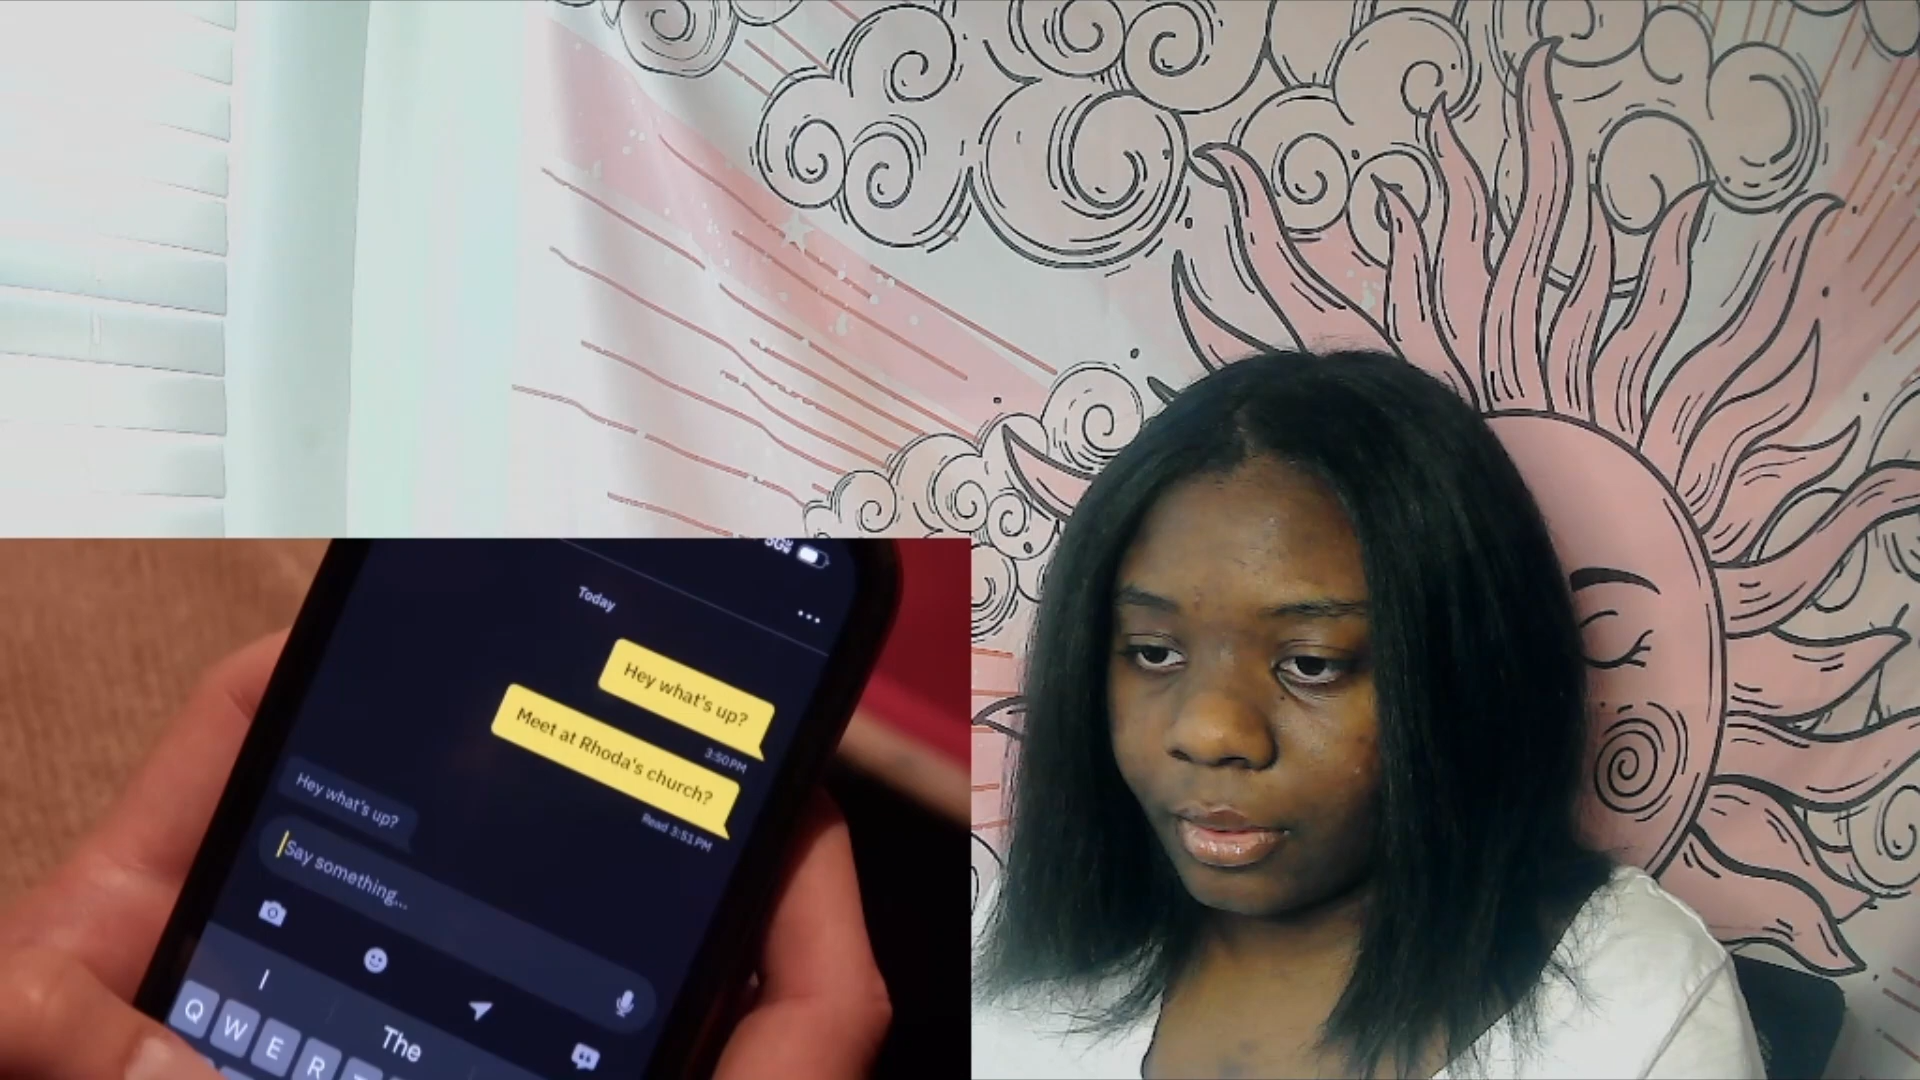 5G
Today
Hey what's up?
3:50 PM
Meet at Rhoda's church?
Read 3:51 PM
Hey what's up?
Say something...
I
The
Q W E R